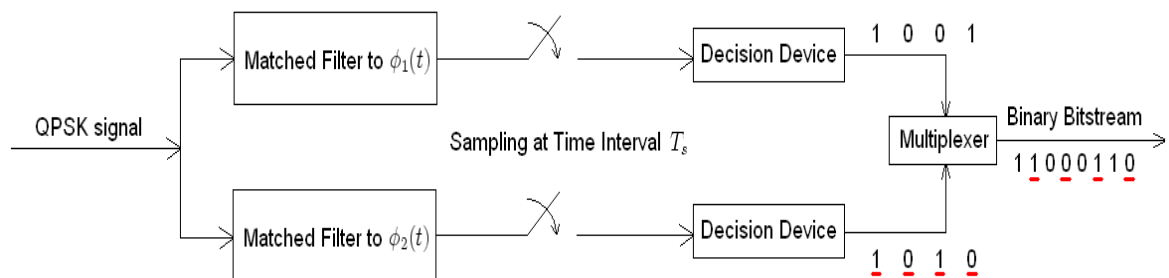 1 0 0 1
Matched Filter to ϕ₁(t)
Decision Device
QPSK signal
Sampling at Time Interval Tₛ
Multiplexer
Binary Bitstream
1 1 0 0 0 1 1 0
Matched Filter to ϕ₂(t)
Decision Device
1 0 1 0